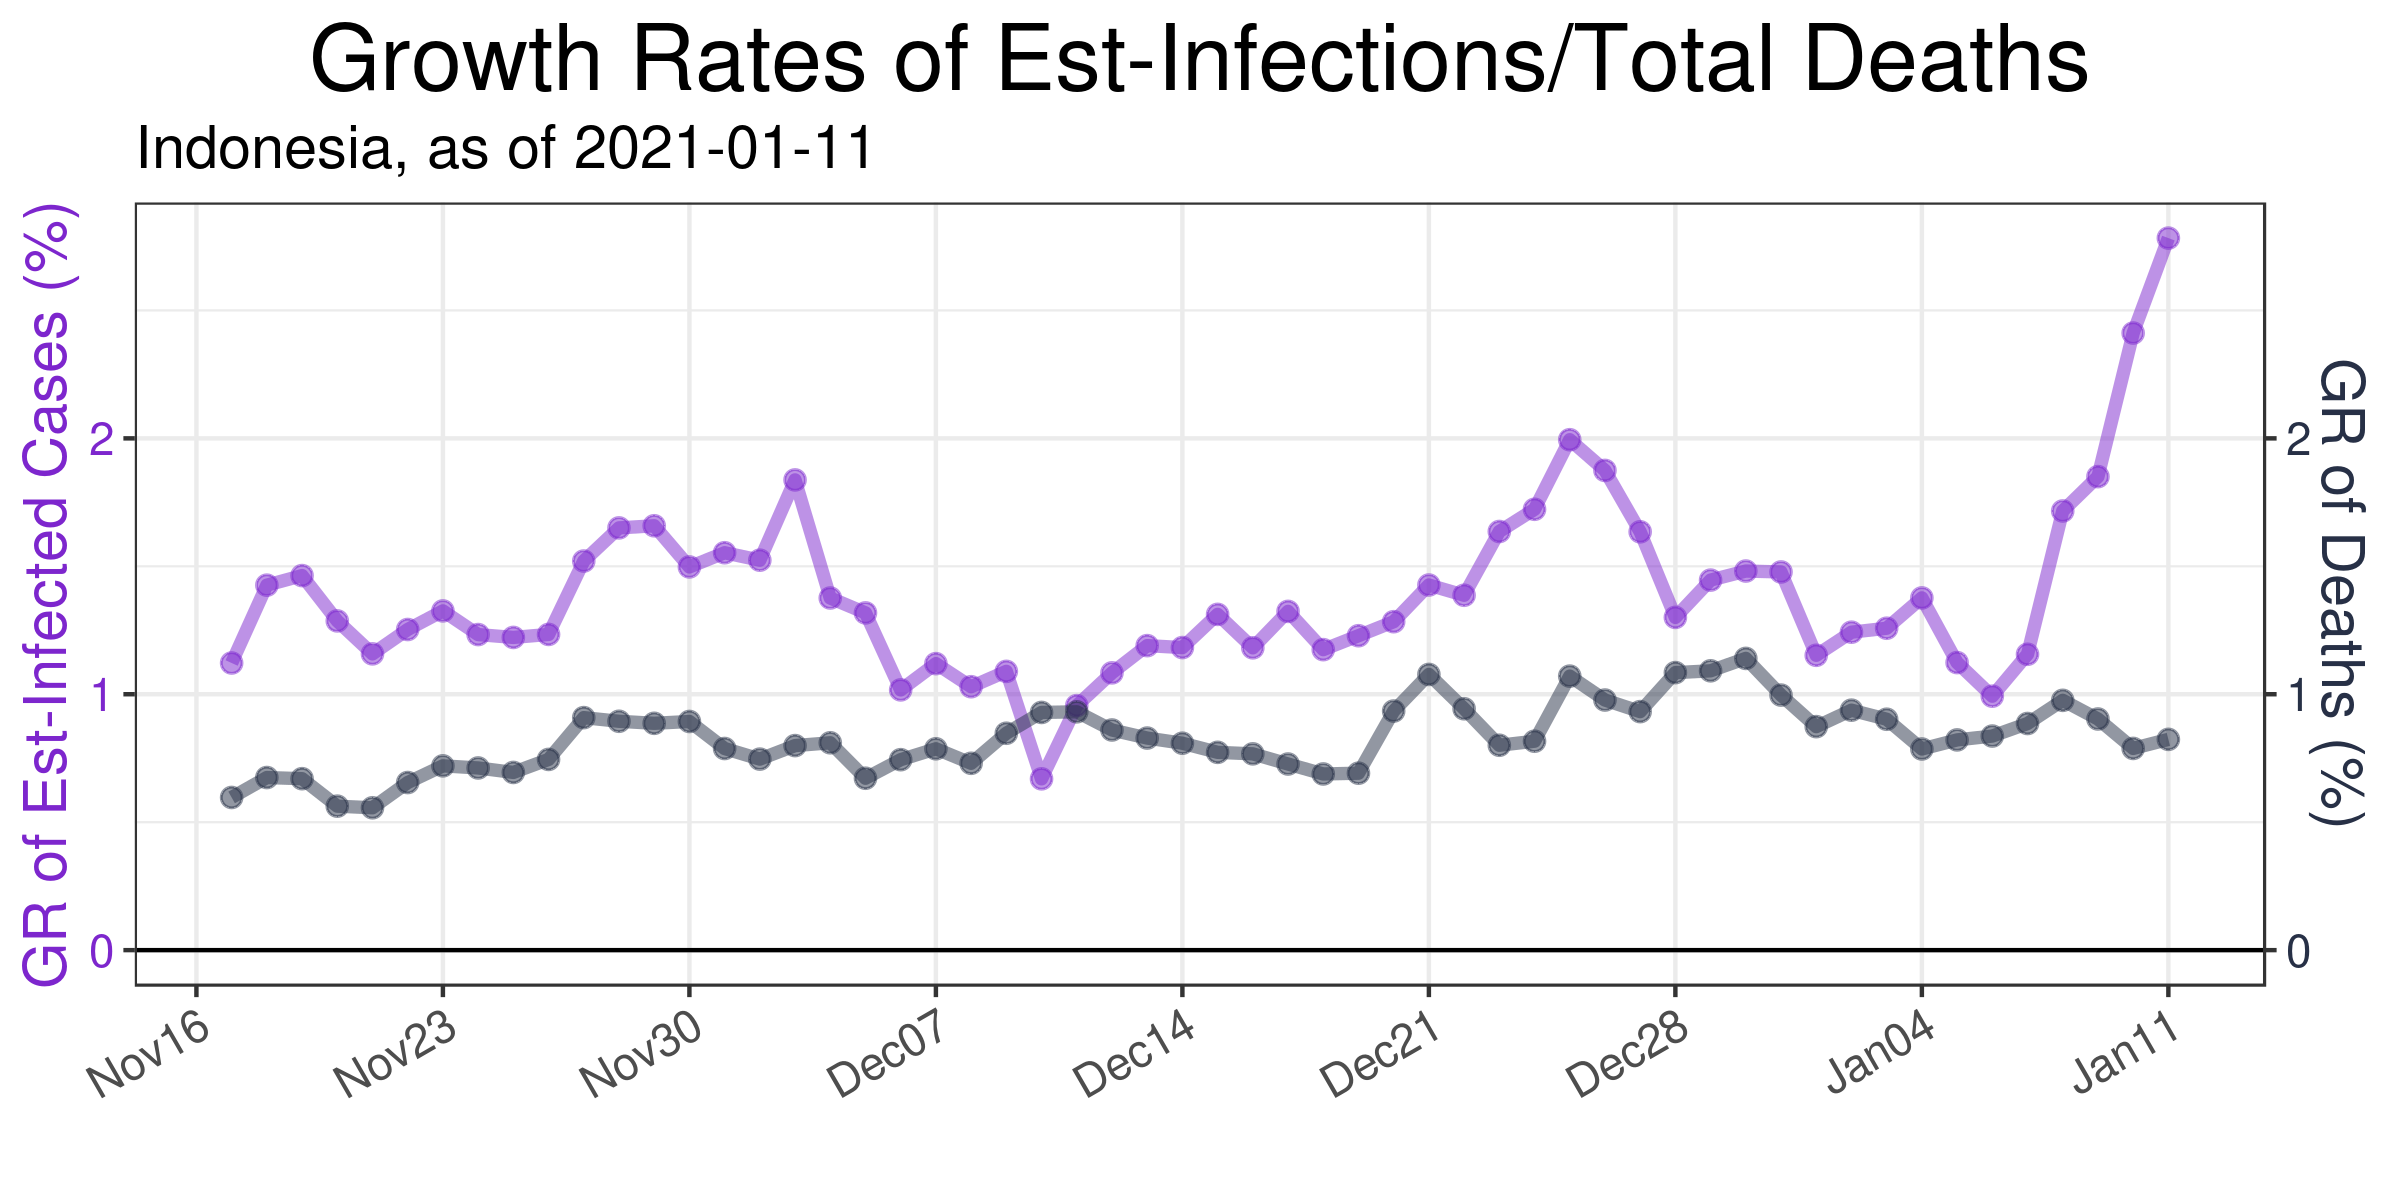 Growth Rates of Est-Infections/Total Deaths
Indonesia, as of 2021-01-11
GR of Est-Infected Cases (%)
2
1
0
2
1
0
GR of Deaths (%)
Nov16 Nov23 Nov30 Dec07 Dec14 Dec21 Dec28 Jan04 Jan11